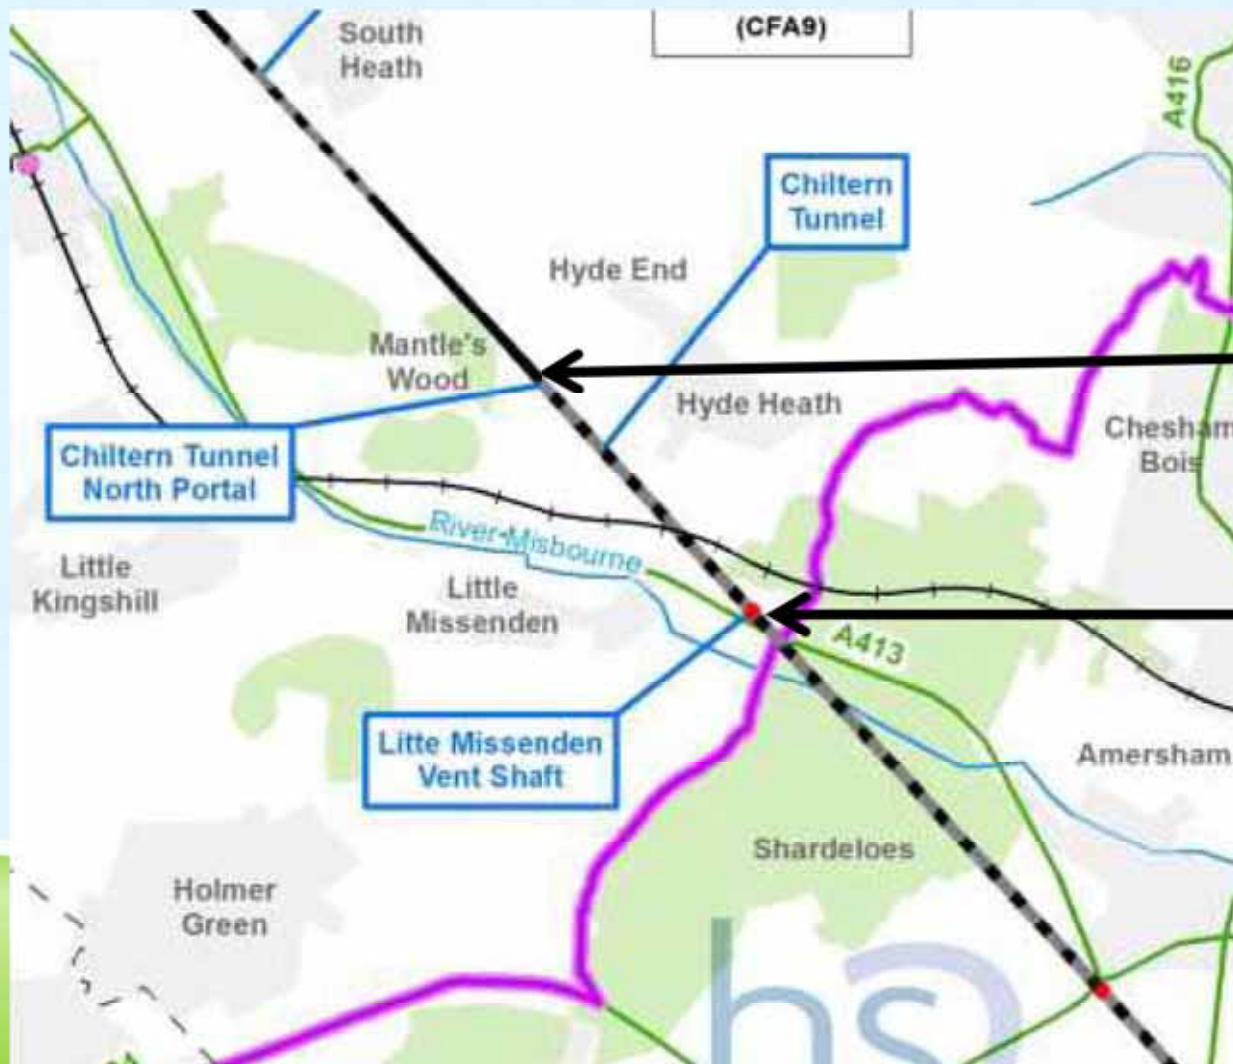 South
Heath
(CFA9)
A416
Chiltern
Tunnel
Hyde End
Mantle's
Wood
Hyde Heath
Chesham
Bois
Chiltern Tunnel
North Portal
River Misbourne
Little
Kingshill
Little
Missenden
A413
Litte Missenden
Vent Shaft
Amersham
Shardeloes
Holmer
Green
hs